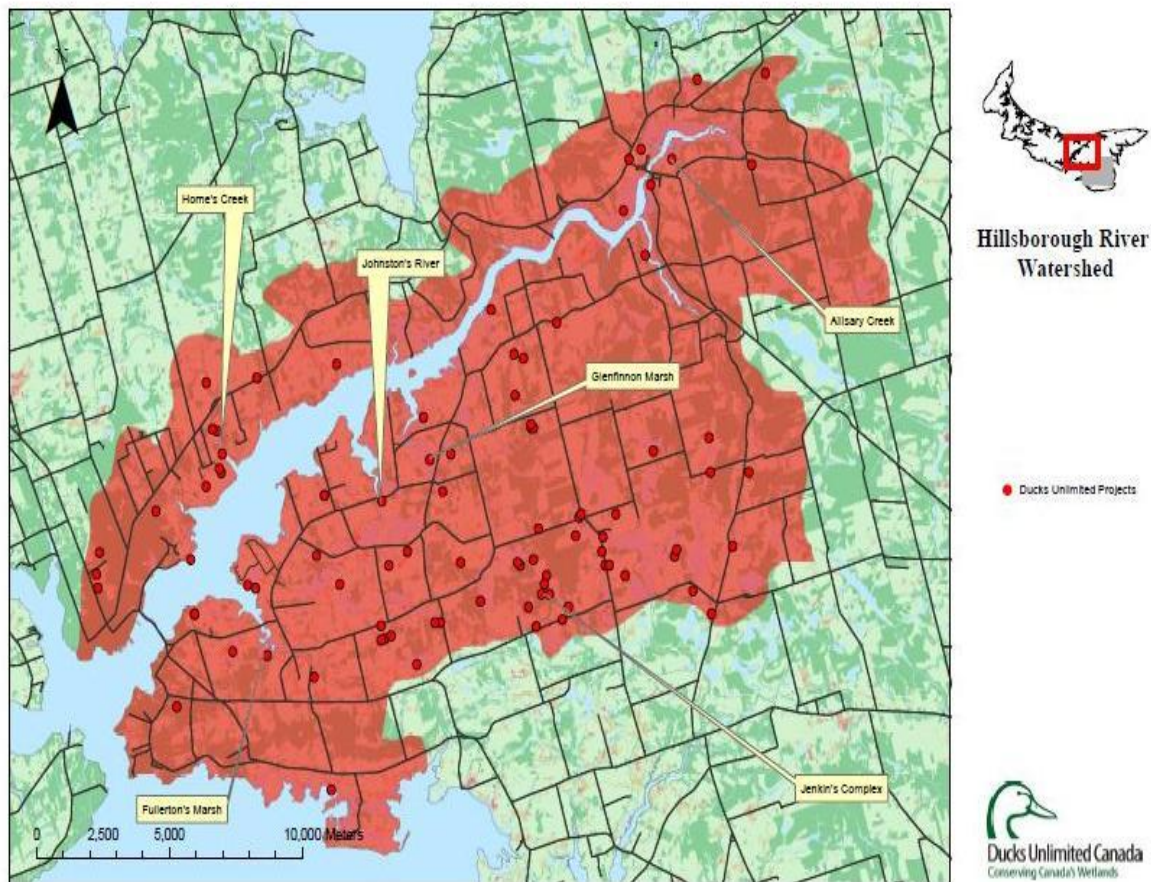 N
Home's Creek
Johnston's River
Allsary Creek
Glenfinnon Marsh
Jenkin's Complex
Fullerton's Marsh
0 2,500 5,000 10,000 Meters
Hillsborough River
Watershed
Ducks Unlimited Projects
Ducks Unlimited Canada
Conserving Canada's Wetlands